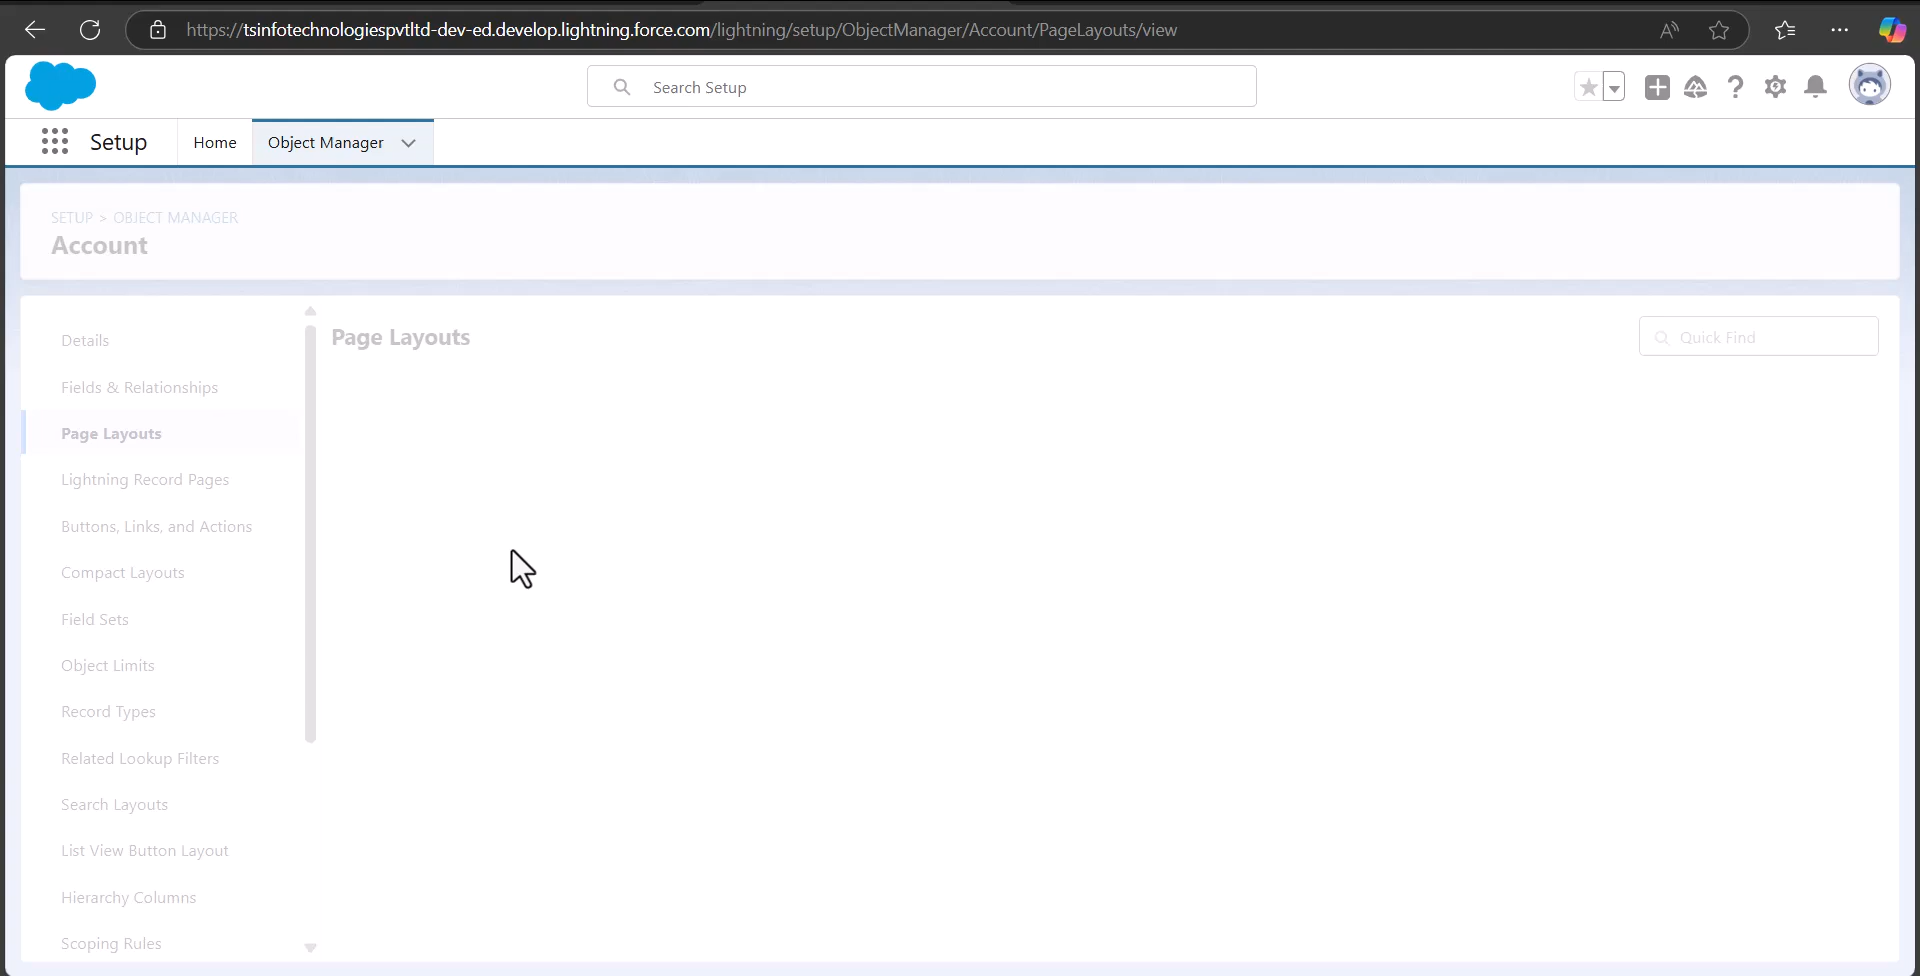 https://tsinfotechnologiespvtltd-dev-ed.develop.lightning.force.com/lightning/setup/ObjectManager/Account/PageLayouts/view
Search Setup
Setup
Home
Object Manager
SETUP > OBJECT MANAGER
Account
Details
Fields & Relationships
Page Layouts
Lightning Record Pages
Buttons, Links, and Actions
Compact Layouts
Field Sets
Object Limits
Record Types
Related Lookup Filters
Search Layouts
List View Button Layout
Hierarchy Columns
Scoping Rules
Page Layouts
Quick Find